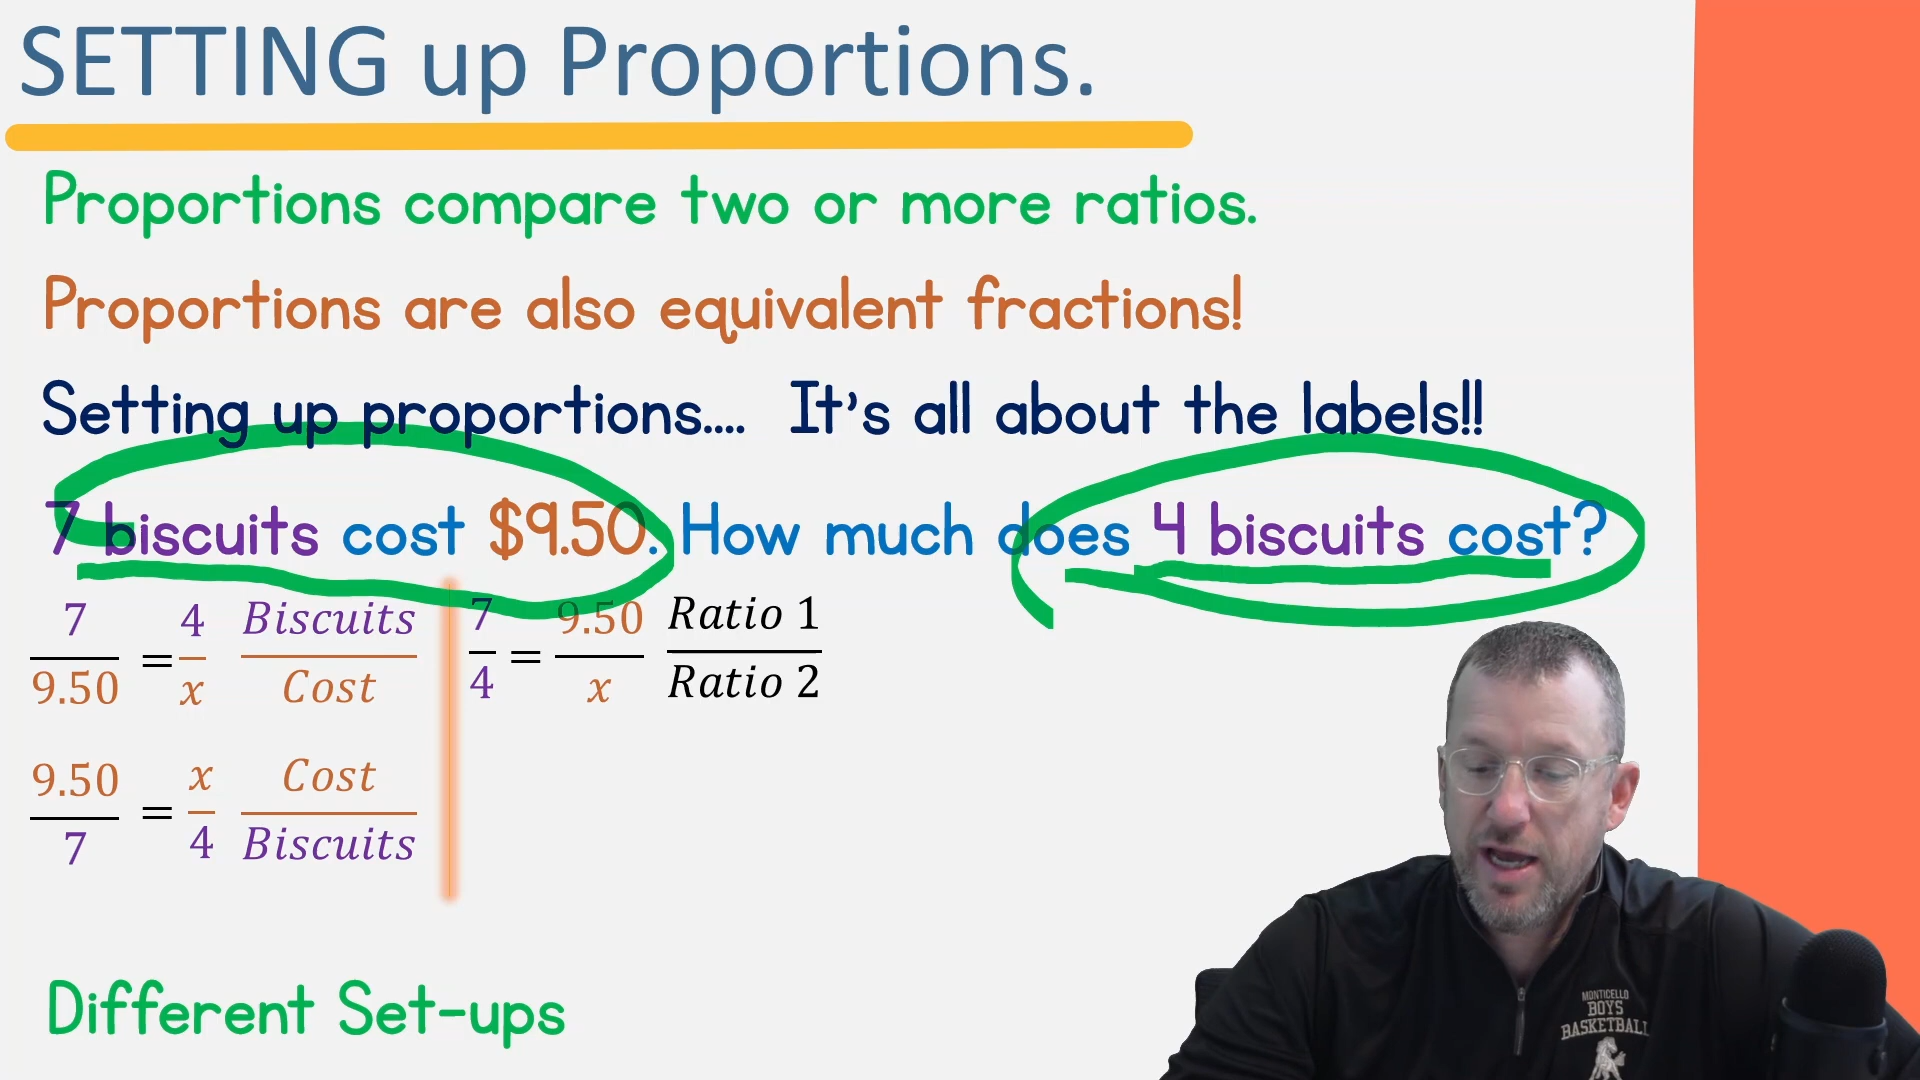 SETTING up Proportions.
Proportions compare two or more ratios.
Proportions are also equivalent fractions!
Setting up proportions.... It's all about the labels!!
7 biscuits cost $9.50. How much does 4 biscuits cost?
7/9.50 = 4/x Biscuits/Cost
7/4 = 9.50/x Ratio 1/Ratio 2
9.50/7 = x/4 Cost/Biscuits
Different Set-ups
MONTICELLO
BOYS
BASKETBALL